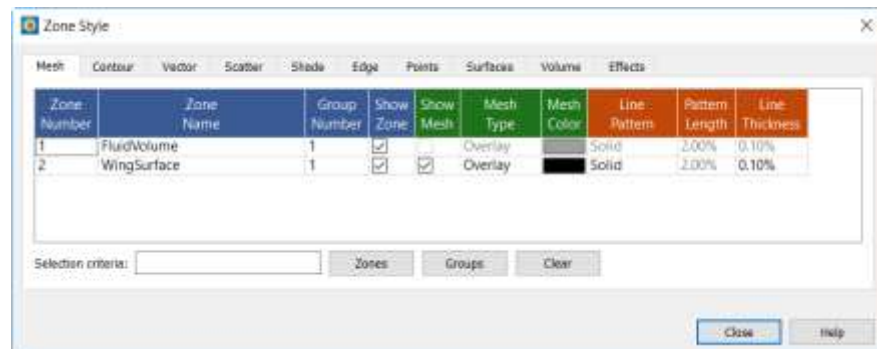 Zone Style
Mesh Contour Vector Scatter Shade Edge Points Surfaces Volume Effects
Zone Number Zone Name Group Number Show Zone Show Mesh Mesh Type Mesh Color Line Pattern Pattern Length Line Thickness
1 FluidVolume 1 Overlay Solid 2.00% 0.10%
2 WingSurface 1 Overlay Solid 2.00% 0.10%
Selection criteria: Zones Groups Clear
Close Help